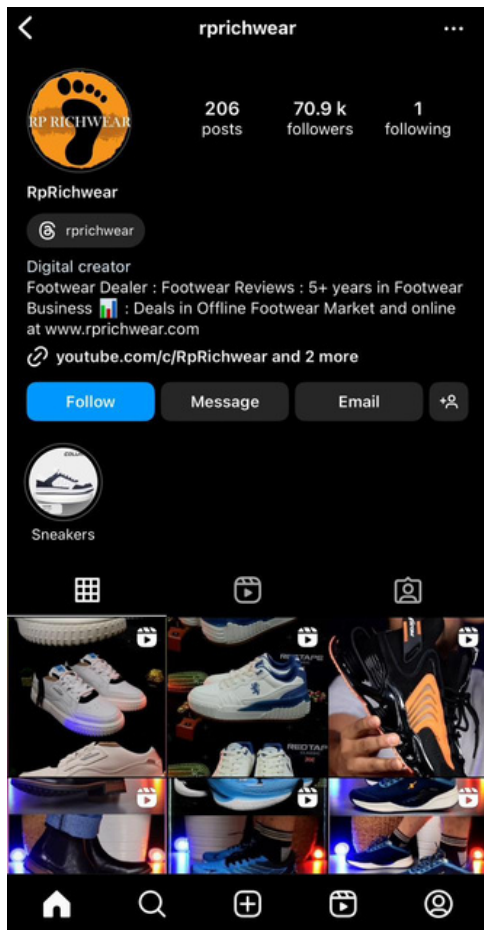 rprichwear
RP RICHWEAR
206
posts
70.9 k
followers
1
following
RpRichwear
rprichwear
Digital creator
Footwear Dealer : Footwear Reviews : 5+ years in Footwear
Business 📊 : Deals in Offline Footwear Market and online
at www.rprichwear.com
youtube.com/c/RpRichwear and 2 more
Follow
Message
Email
Sneakers
REDTAPE
REDTAP